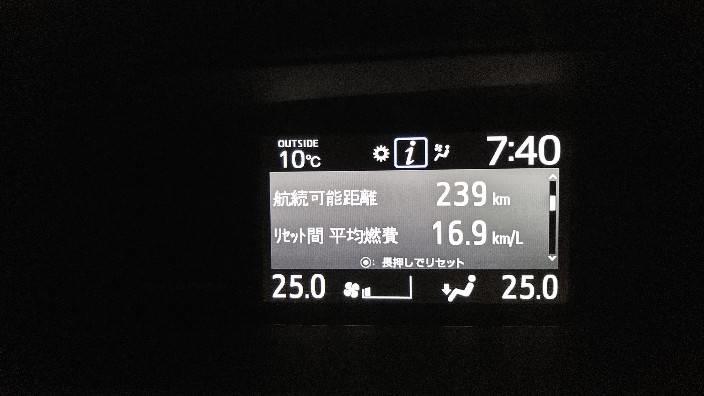 OUTSIDE
10℃
i
7:40
航続可能距離 239 km
リセット間 平均燃費 16.9 km/L
◉: 長押しでリセット
25.0 25.0